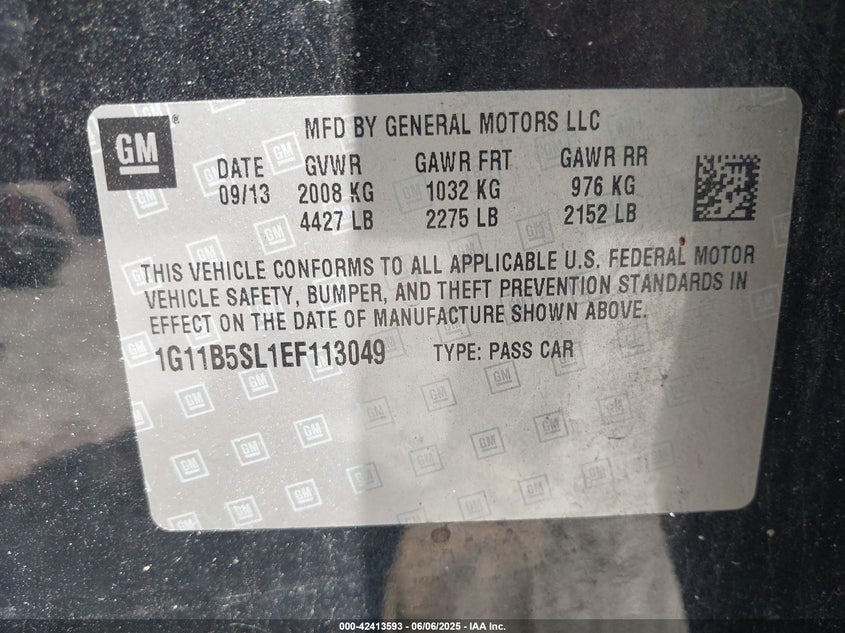 GM ®
MFD BY GENERAL MOTORS LLC
DATE GVWR GAWR FRT GAWR RR
09/13 2008 KG 1032 KG 976 KG
4427 LB 2275 LB 2152 LB
THIS VEHICLE CONFORMS TO ALL APPLICABLE U.S. FEDERAL MOTOR
VEHICLE SAFETY, BUMPER, AND THEFT PREVENTION STANDARDS IN
EFFECT ON THE DATE OF MANUFACTURE SHOWN ABOVE.
1G11B5SL1EF113049 TYPE: PASS CAR
000-42413593 - 06/06/2025 - IAA Inc.